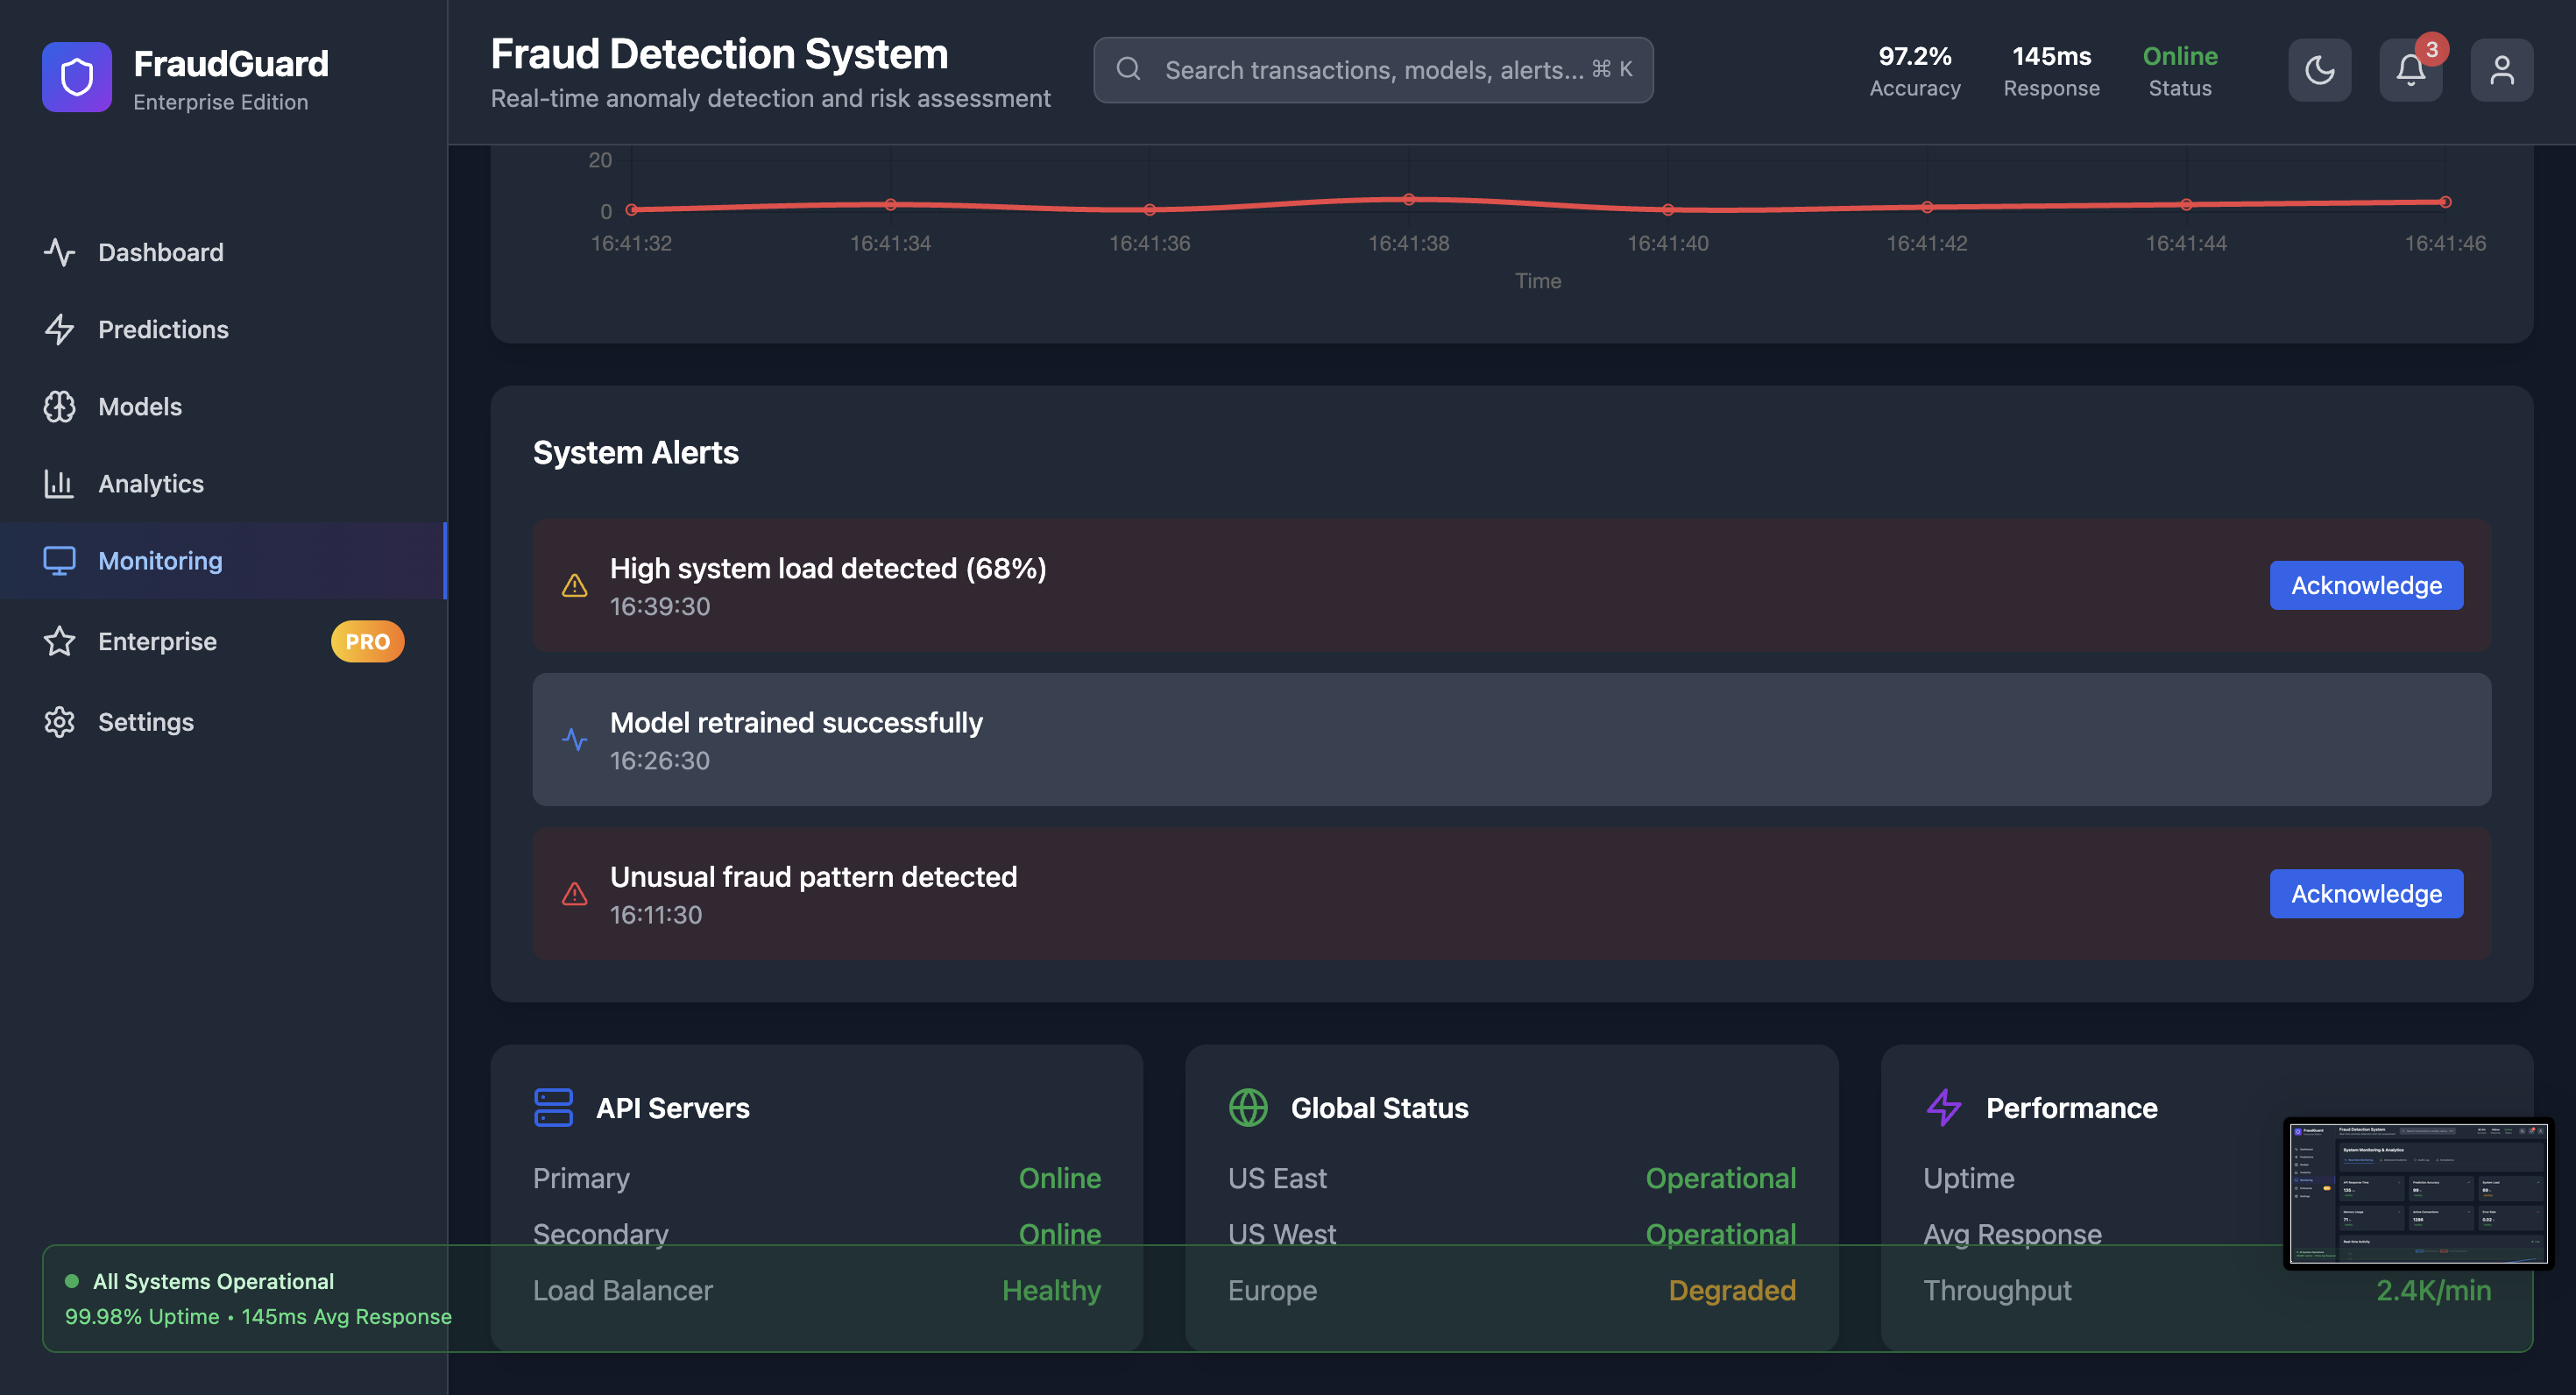 FraudGuard
Enterprise Edition
Dashboard
Predictions
Models
Analytics
Monitoring
Enterprise PRO
Settings
All Systems Operational
99.98% Uptime • 145ms Avg Response
Fraud Detection System
Real-time anomaly detection and risk assessment
Search transactions, models, alerts... ⌘ K
97.2% 145ms Online
Accuracy Response Status
3
20
0
16:41:32 16:41:34 16:41:36 16:41:38 16:41:40 16:41:42 16:41:44 16:41:46
Time
System Alerts
High system load detected (68%)
16:39:30
Acknowledge
Model retrained successfully
16:26:30
Unusual fraud pattern detected
16:11:30
Acknowledge
API Servers
Primary Online
Secondary Online
Load Balancer Healthy
Global Status
US East Operational
US West Operational
Europe Degraded
Performance
Uptime
Avg Response
Throughput 2.4K/min
Fraud Detection System
System Monitoring & Analytics